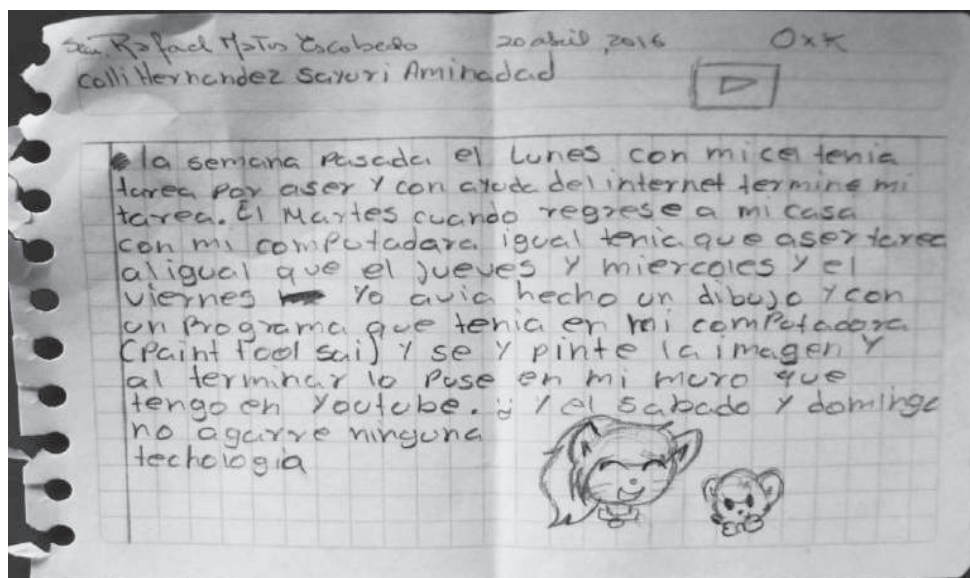 Rafael Matus Escobedo 20 abril, 2016 OxK
Colli Hernandez Sayuri Aminadad
la semana pasada el Lunes con mi cel tenia
tarea por aser y con ayuda del internet termine mi
tarea. El Martes cuando regrese a mi casa
con mi computadara igual tenia que aser tarea
al igual que el jueves y miercoles y el
viernes yo avia hecho un dibujo y con
un Programa que tenia en mi computadora
(Paint tool sai) y se y pinte la imagen y
al terminar lo puse en mi muro que
tengo en Youtube. ü y el sabado y domingo
no agarre ninguna
techologia